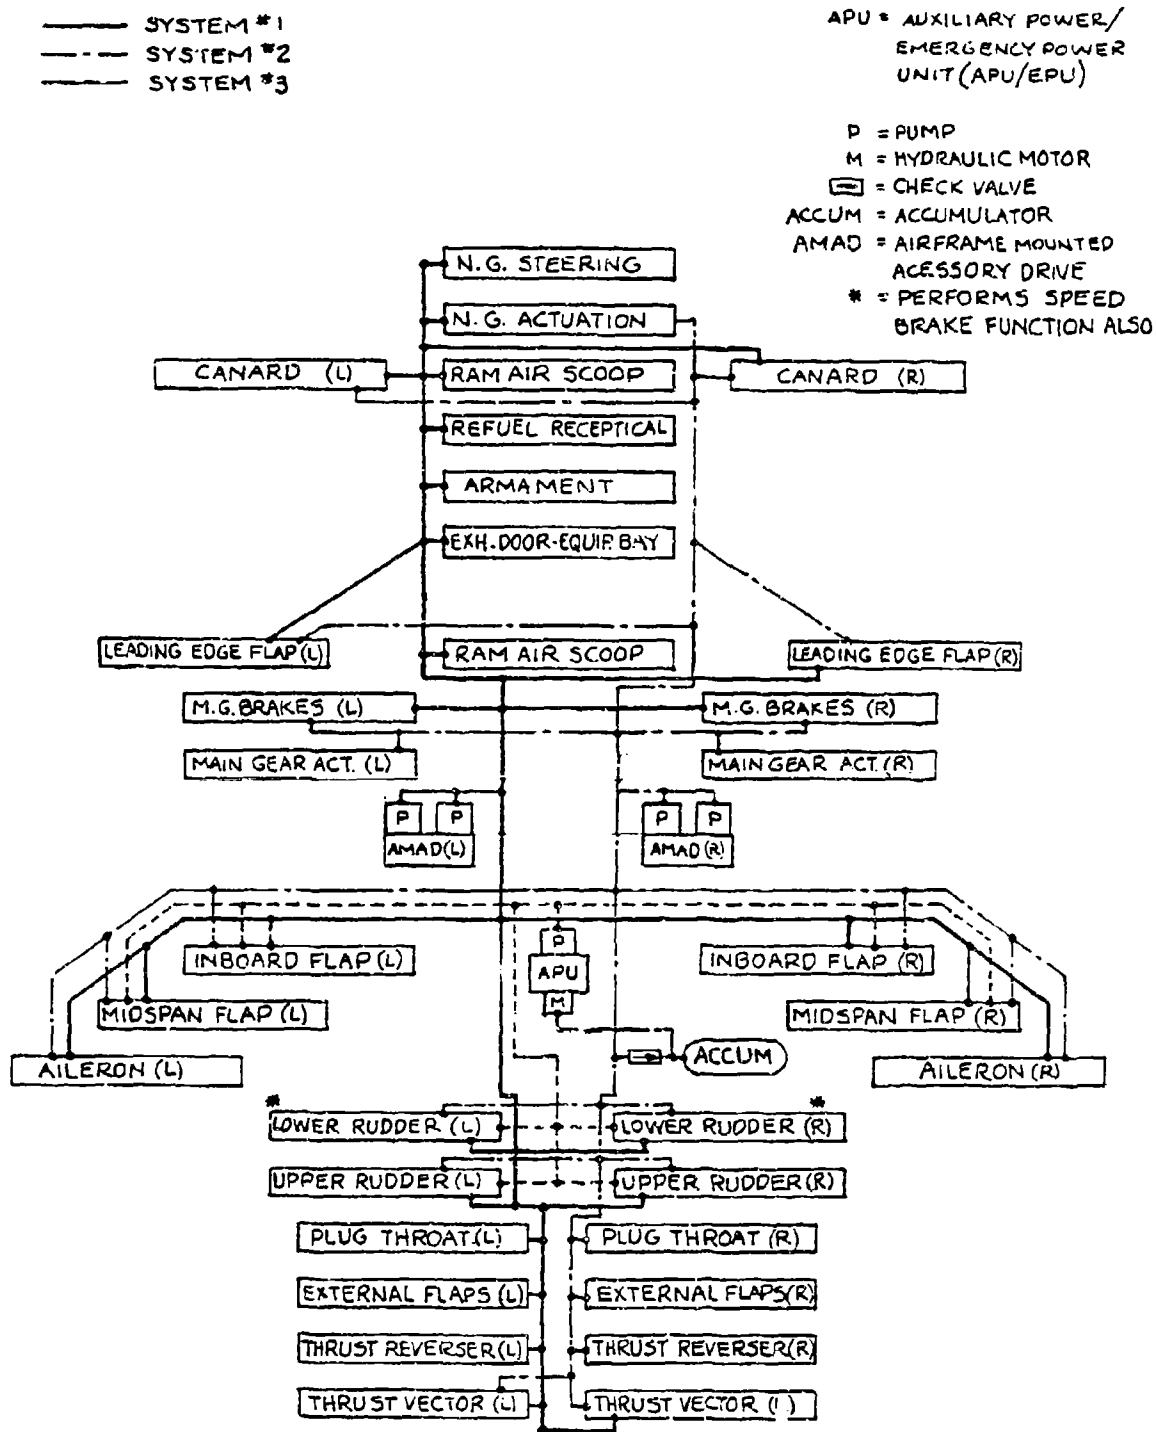 SYSTEM #1
SYSTEM #2
SYSTEM #3
APU = AUXILIARY POWER/
EMERGENCY POWER
UNIT (APU/EPU)
P = PUMP
M = HYDRAULIC MOTOR
= CHECK VALVE
ACCUM = ACCUMULATOR
AMAD = AIRFRAME MOUNTED
ACESSORY DRIVE
* = PERFORMS SPEED
BRAKE FUNCTION ALSO
N.G. STEERING
N.G. ACTUATION
CANARD (L)
RAM AIR SCOOP
CANARD (R)
REFUEL RECEPTICAL
ARMAMENT
EXH. DOOR-EQUIP. BAY
LEADING EDGE FLAP (L)
RAM AIR SCOOP
LEADING EDGE FLAP (R)
M.G. BRAKES (L)
M.G. BRAKES (R)
MAIN GEAR ACT. (L)
MAIN GEAR ACT. (R)
P P
P P
AMAD (L)
AMAD (R)
INBOARD FLAP (L)
P
INBOARD FLAP (R)
APU
M
MIDSPAN FLAP (L)
MIDSPAN FLAP (R)
AILERON (L)
ACCUM
AILERON (R)
* *
LOWER RUDDER (L)
LOWER RUDDER (R)
UPPER RUDDER (L)
UPPER RUDDER (R)
PLUG THROAT (L)
PLUG THROAT (R)
EXTERNAL FLAPS (L)
EXTERNAL FLAPS (R)
THRUST REVERSER (L)
THRUST REVERSER (R)
THRUST VECTOR (L)
THRUST VECTOR